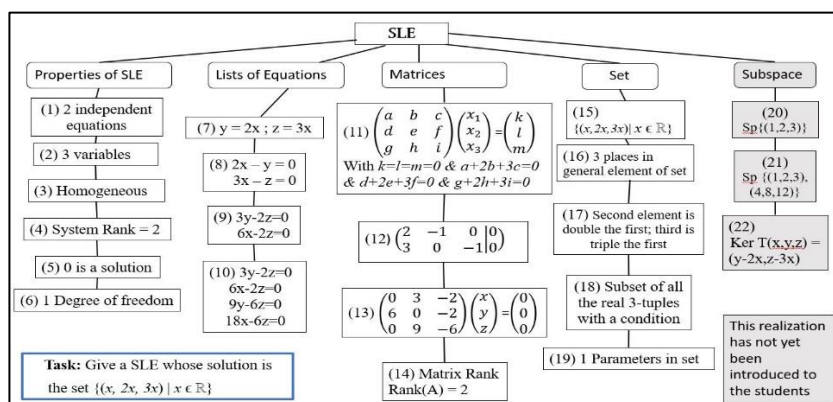 SLE
Properties of SLE
(1) 2 independent
equations
(2) 3 variables
(3) Homogeneous
(4) System Rank = 2
(5) 0 is a solution
(6) 1 Degree of freedom
Lists of Equations
(7) y = 2x ; z = 3x
(8) 2x – y = 0
3x – z = 0
(9) 3y-2z=0
6x-2z=0
(10) 3y-2z=0
6x-2z=0
9y-6z=0
18x-6z=0
Matrices
(11) (a b c / d e f / g h i) (x₁ / x₂ / x₃) = (k / l / m)
With k=l=m=0 & a+2b+3c=0
& d+2e+3f=0 & g+2h+3i=0
(12) (2 -1 0 | 0 / 3 0 -1 | 0)
(13) (0 3 -2 / 6 0 -2 / 0 9 -6) (x / y / z) = (0 / 0 / 0)
(14) Matrix Rank
Rank(A) = 2
Set
(15)
{(x, 2x, 3x)| x ∈ ℝ}
(16) 3 places in
general element of set
(17) Second element is
double the first; third is
triple the first
(18) Subset of all
the real 3-tuples
with a condition
(19) 1 Parameters in set
Subspace
(20)
Sp{(1,2,3)}
(21)
Sp {(1,2,3),
(4,8,12)}
(22)
Ker T(x,y,z) =
(y-2x,z-3x)
This realization
has not yet
been
introduced to
the students
Task: Give a SLE whose solution is
the set {(x, 2x, 3x) | x ϵ ℝ}